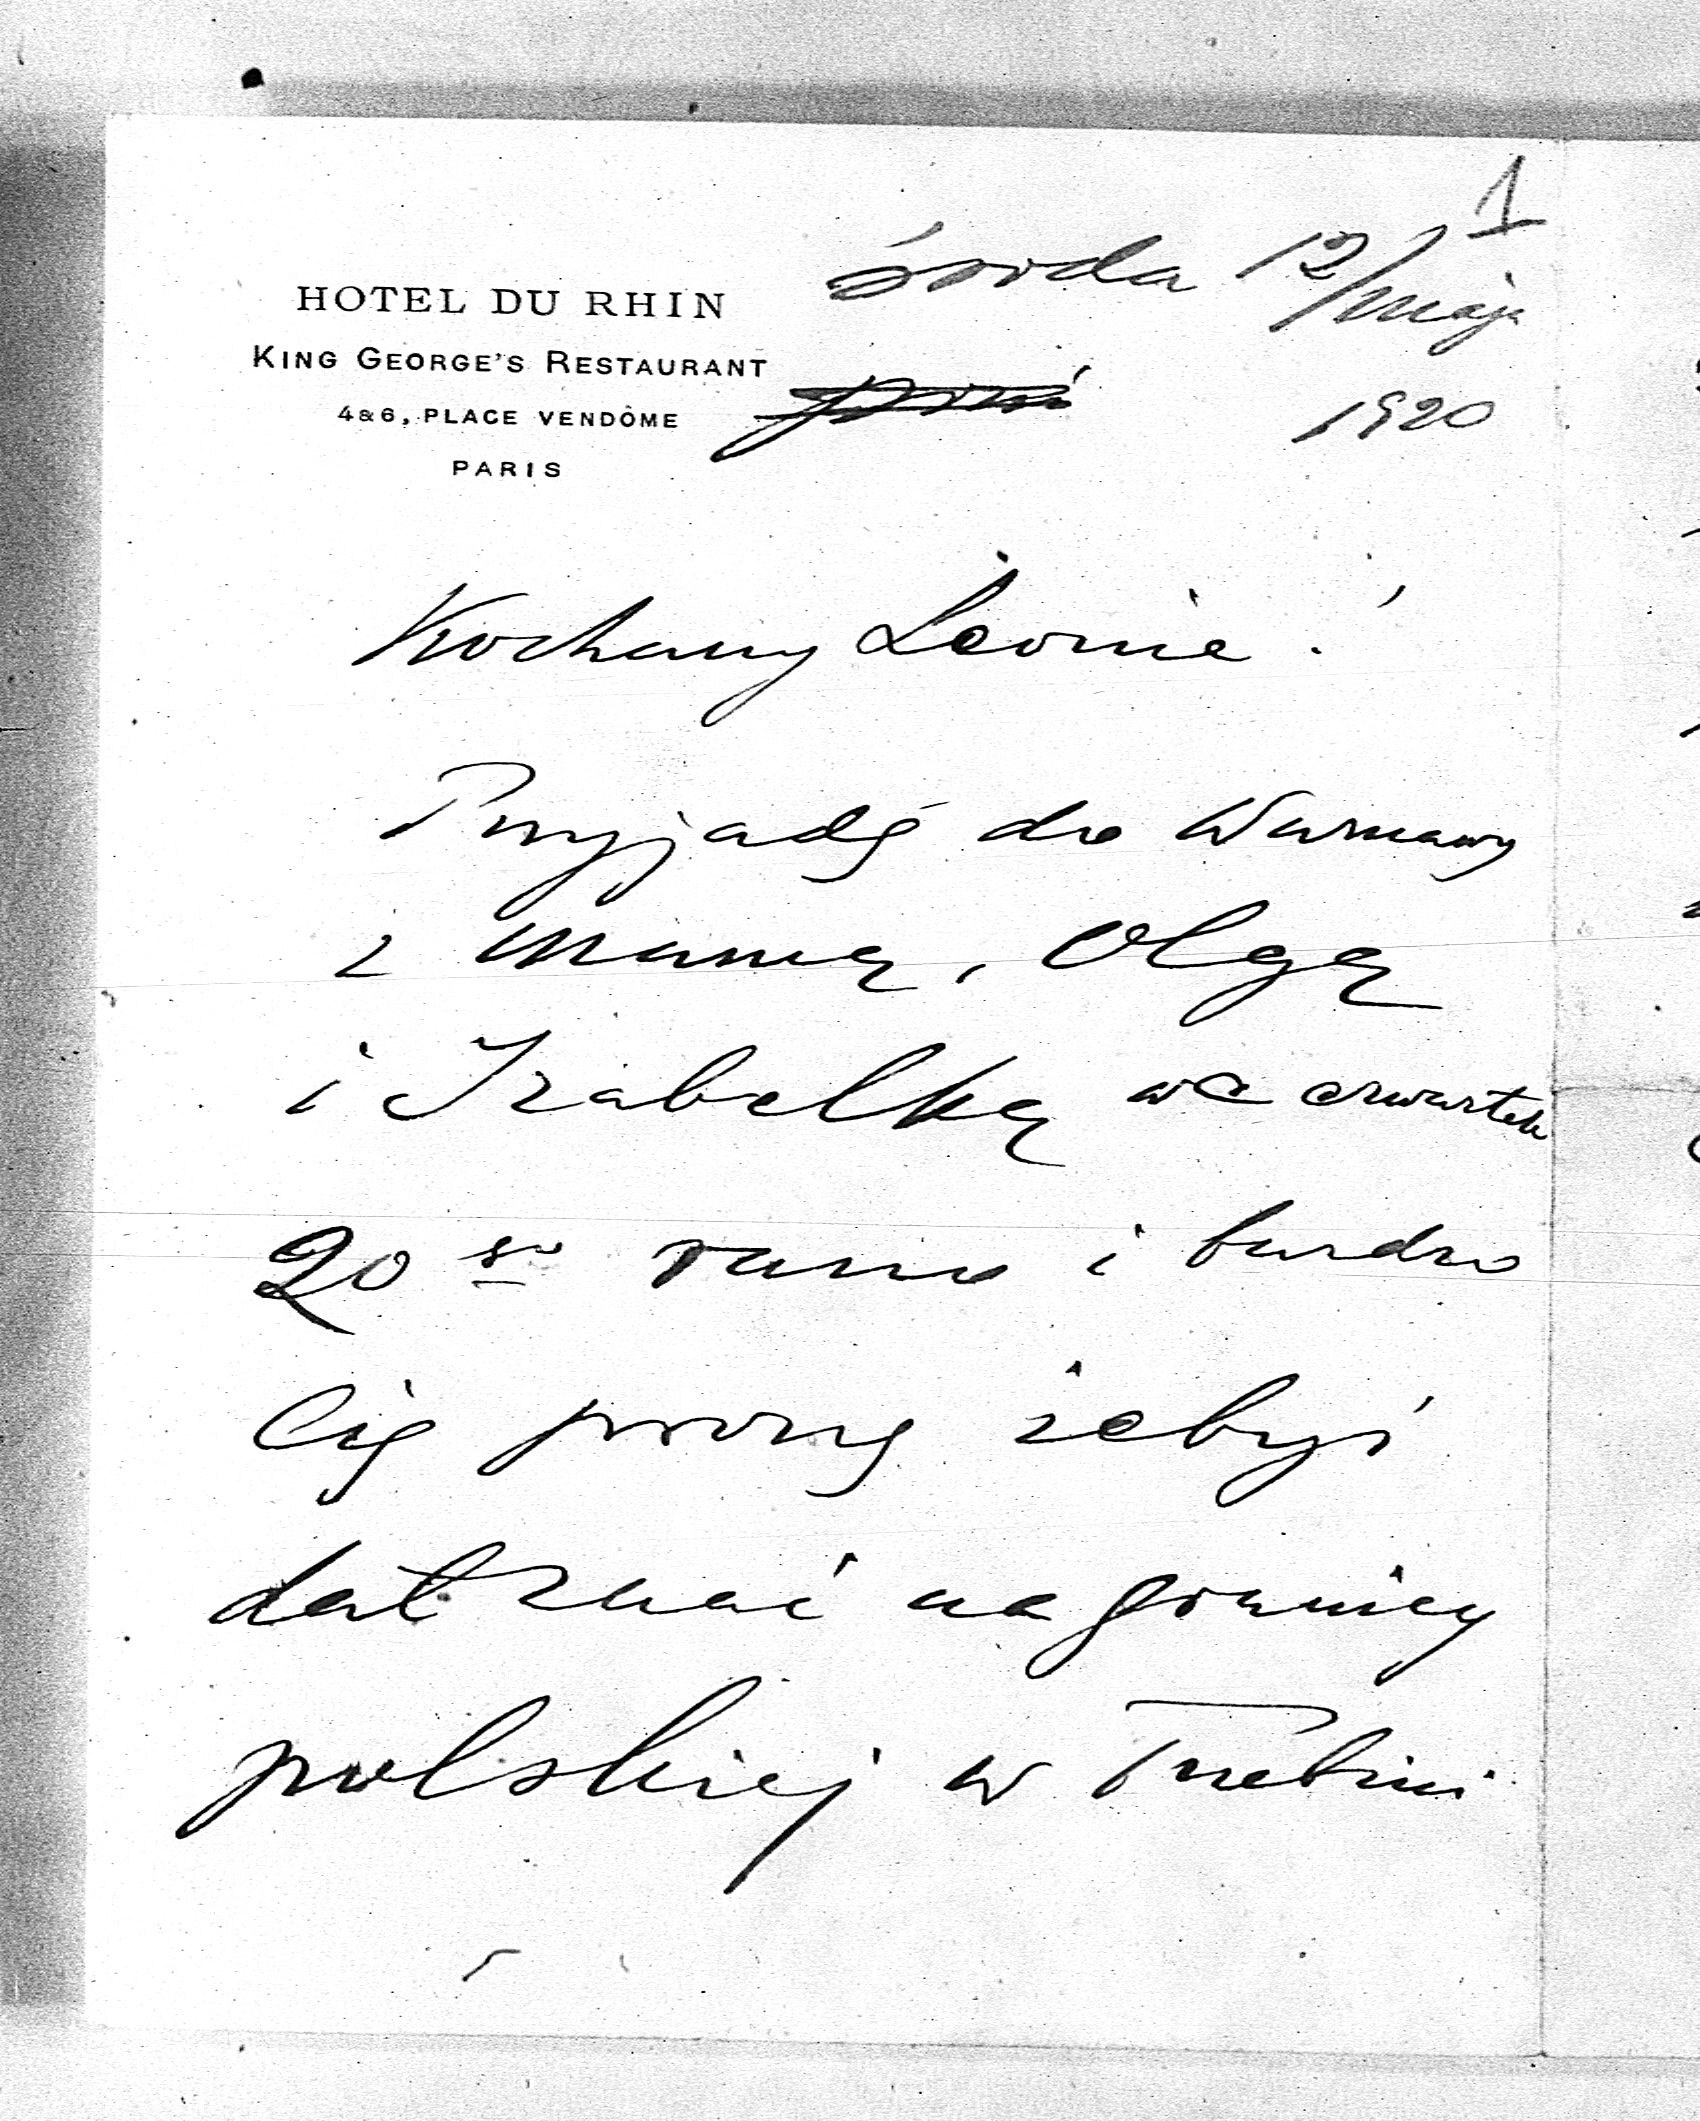 1
środa 12/maja
HOTEL DU RHIN
KING GEORGE'S RESTAURANT
4 & 6, PLACE VENDÔME
1920
PARIS
Kochany Leonie!
Przyjadę do Warszawy
z Mamą, Olgą
i Izabelką we czwartek
20go rano i bardzo
Cię proszę żebyś
dał znać na granicy
polskiej w Trzebini